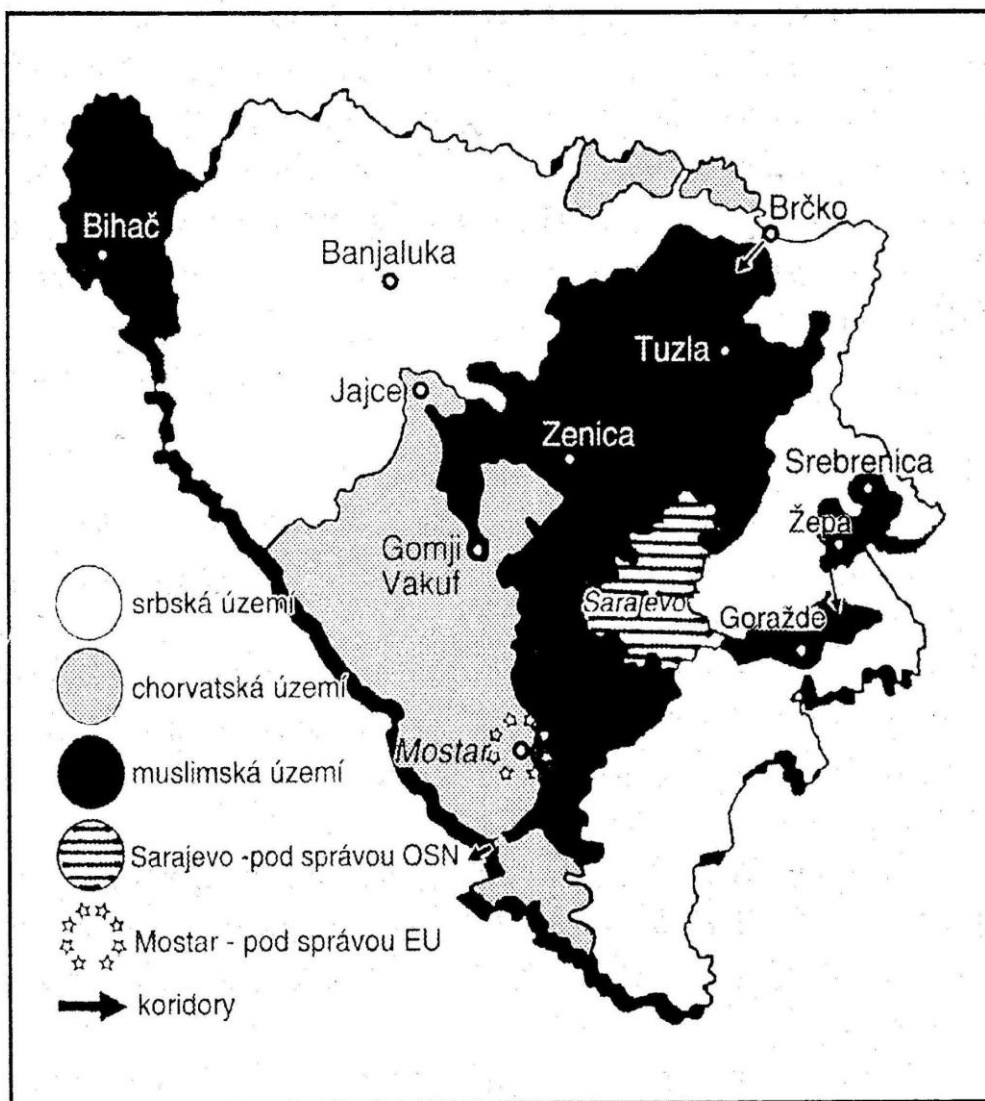 Bihač
Brčko
Banjaluka
Tuzla
Jajce
Zenica
Srebrenica
Žepa
Gomji
Vakuf
Sarajevo
Goražde
Mostar
srbská území
chorvatská území
muslimská území
Sarajevo -pod správou OSN
Mostar - pod správou EU
koridory